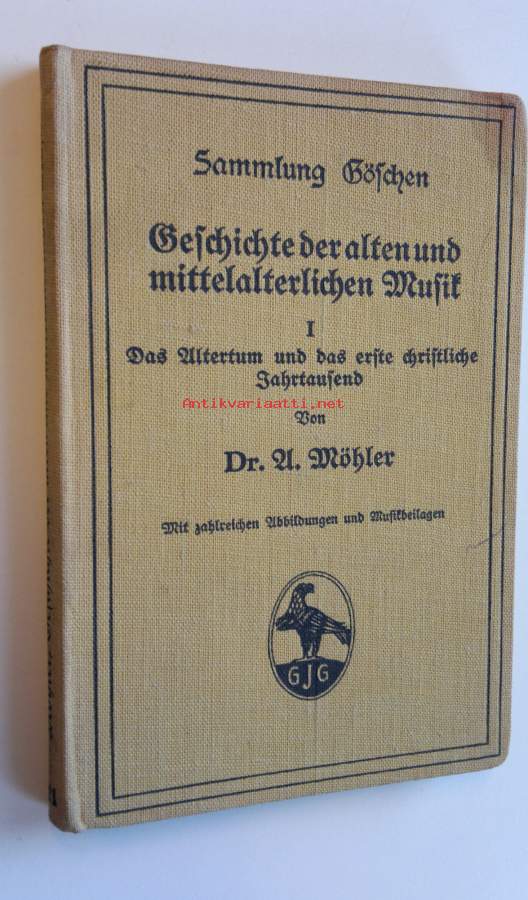 Sammlung Göschen
Geschichte der alten und
mittelalterlichen Musik
I
Das Altertum und das erste christliche
Jahrtausend
Antikvariaatti.net
Von
Dr. A. Möhler
Mit zahlreichen Abbildungen und Musikbeilagen
GJG